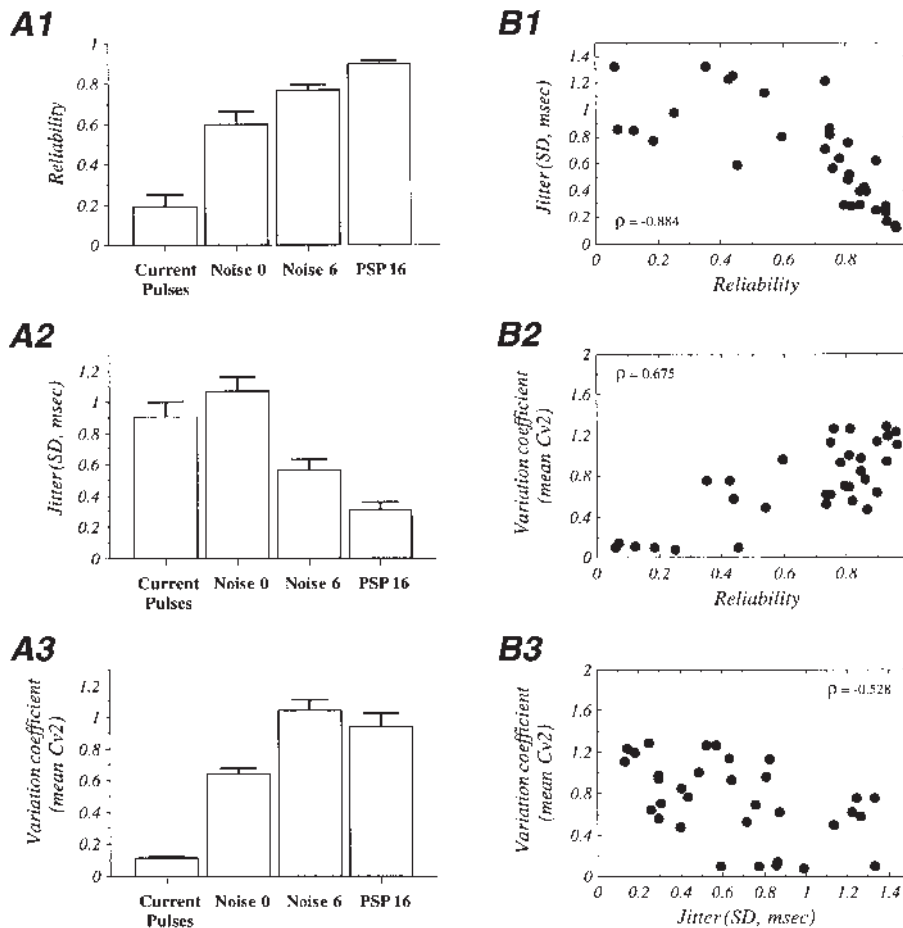 A1
Reliability
1
0.8
0.6
0.4
0.2
0
Current Pulses
Noise 0
Noise 6
PSP 16
B1
Jitter (SD, msec)
1.4
1.2
1
0.8
0.6
0.4
0.2
0
ρ = -0.884
0 0.2 0.4 0.6 0.8
Reliability
A2
Jitter (SD, msec)
1.2
1
0.8
0.6
0.4
0.2
0
Current Pulses
Noise 0
Noise 6
PSP 16
B2
Variation coefficient
(mean Cv2)
2
1.6
1.2
0.8
0.4
0
ρ = 0.675
0 0.2 0.4 0.6 0.8
Reliability
A3
Variation coefficient
(mean Cv2)
1.2
1
0.8
0.6
0.4
0.2
0
Current Pulses
Noise 0
Noise 6
PSP 16
B3
Variation coefficient
(mean Cv2)
2
1.6
1.2
0.8
0.4
0
ρ = -0.528
0 0.2 0.4 0.6 0.8 1 1.2 1.4
Jitter (SD, msec)